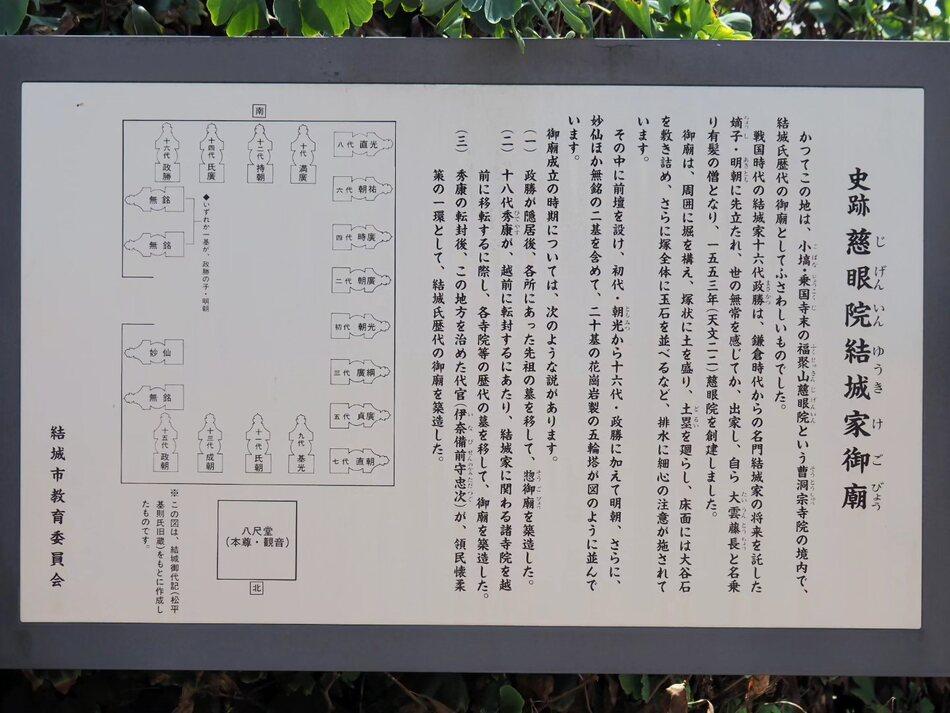 史跡慈眼院結城家御廟
じげんいんゆうきけごびょう
かつてこの地は、小塙・乗国寺末の福聚山慈眼院という曹洞宗寺院の境内で、
結城氏歴代の御廟としてふさわしいものでした。
戦国時代の結城家十六代政勝は、鎌倉時代からの名門結城家の将来を託した
嫡子・明朝に先立たれ、世の無常を感じてか、出家し、自ら 大雲藤長と名乗
り有髪の僧となり、一五五三年(天文二二)慈眼院を創建しました。
御廟は、周囲に堀を構え、塚状に土を盛り、土塁を廻らし、床面には大谷石
を敷き詰め、さらに塚全体に玉石を並べるなど、排水に細心の注意が施されて
います。
その中に前壇を設け、初代・朝光から十六代・政勝に加えて明朝、さらに、
妙仙ほか無銘の二基を含めて、二十基の花崗岩製の五輪塔が図のように並んで
います。
御廟成立の時期については、次のような説があります。
(一) 政勝が隠居後、各所にあった先祖の墓を移して、惣御廟を築造した。
(二) 十八代秀康が、越前に転封するにあたり、結城家に関わる諸寺院を越
前に移転するに際し、各寺院等の歴代の墓を移して、御廟を築造した。
(三) 秀康の転封後、この地方を治めた代官(伊奈備前守忠次)が、領民懐柔
策の一環として、結城氏歴代の御廟を築造した。
南
八代 直光
六代 朝祐
四代 時廣
二代 朝廣
初代 朝光
三代 廣綱
五代 貞廣
七代 直朝
十代 満廣
十二代 持朝
十四代 氏廣
十六代 政勝
無銘
無銘
◆いずれか一基が、政勝の子・明朝
妙仙
無銘
九代 基光
十一代 氏朝
十三代 成朝
十五代 政朝
八尺堂
(本尊・観音)
北
※この図は、結城御代記(松平
基則氏旧蔵)をもとに作成し
たものです。
結城市教育委員会